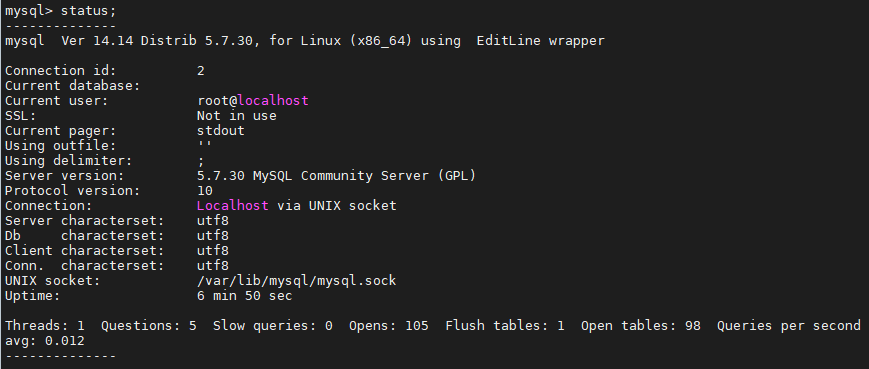 mysql> status;
--------------
mysql  Ver 14.14 Distrib 5.7.30, for Linux (x86_64) using  EditLine wrapper

Connection id:          2
Current database:
Current user:           root@localhost
SSL:                    Not in use
Current pager:          stdout
Using outfile:          ''
Using delimiter:        ;
Server version:         5.7.30 MySQL Community Server (GPL)
Protocol version:       10
Connection:             Localhost via UNIX socket
Server characterset:    utf8
Db     characterset:    utf8
Client characterset:    utf8
Conn.  characterset:    utf8
UNIX socket:            /var/lib/mysql/mysql.sock
Uptime:                 6 min 50 sec

Threads: 1  Questions: 5  Slow queries: 0  Opens: 105  Flush tables: 1  Open tables: 98  Queries per second
avg: 0.012
--------------